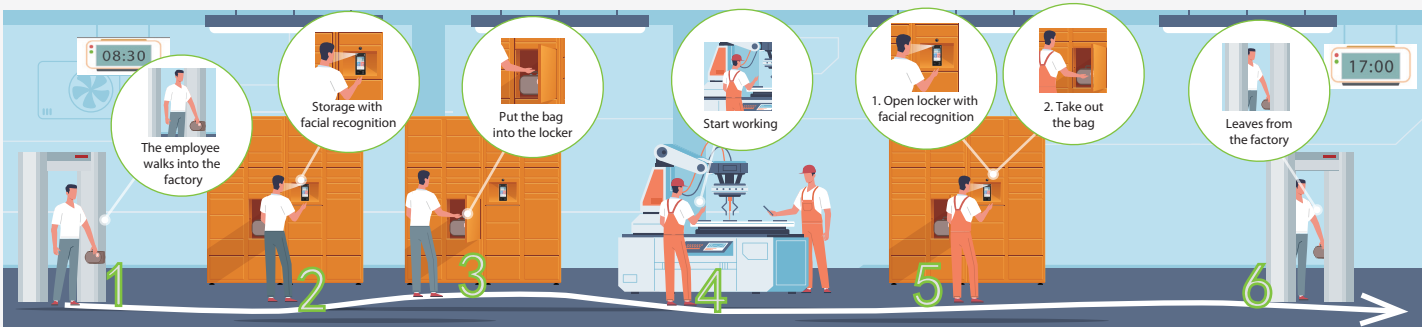 08:30
The employee
walks into the
factory
Storage with
facial recognition
Put the bag
into the locker
Start working
1. Open locker with
facial recognition
2. Take out
the bag
Leaves from
the factory
17:00
1
2
3
4
5
6